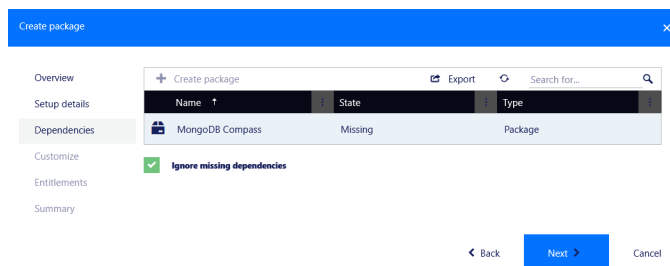 Create package
Overview
Setup details
Dependencies
Customize
Entitlements
Summary
Create package Export Search for...
Name State Type
MongoDB Compass Missing Package
Ignore missing dependencies
Back Next Cancel